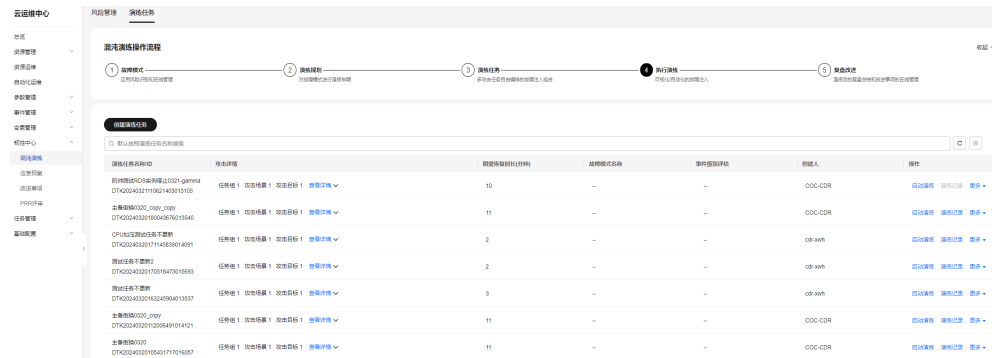 云运维中心
风险管理 演练任务
总览
资源管理
资源运维
自动化运维
参数管理
事件管理
变更管理
韧性中心
混沌演练
应急预案
改进事项
PRR评审
任务管理
基础配置
混沌演练操作流程
收起
1 故障模式
应用风险识别和在线管理
2 演练规划
对故障模式进行演练排期
3 演练任务
多攻击任务自由编排的故障注入组合
4 执行演练
可视化/自动化的故障注入
5 复盘改进
演练后的复盘总结和改进事项的在线管理
创建演练任务
默认按照演练任务名称搜索
演练任务名称/ID 攻击详情 期望恢复时长(分钟) 故障模式名称 事件级别评估 创建人 操作
DTK20240321110621403013105 任务组 1 攻击场景 1 攻击目标 1 查看详情 10 -- -- COC-CDR 启动演练 演练记录 更多
主备倒换0320_copy_copy
DTK20240320180043676013540 任务组 1 攻击场景 1 攻击目标 1 查看详情 11 -- -- COC-CDR 启动演练 演练记录 更多
CPU加压测试任务不更新
DTK20240320171145839014091 任务组 1 攻击场景 1 攻击目标 1 查看详情 2 -- -- cdr-xwh 启动演练 演练记录 更多
测试任务不更新2
DTK20240320170518473015693 任务组 1 攻击场景 1 攻击目标 1 查看详情 2 -- -- cdr-xwh 启动演练 演练记录 更多
测试任务不更新
DTK20240320163245904013537 任务组 1 攻击场景 1 攻击目标 1 查看详情 3 -- -- cdr-xwh 启动演练 演练记录 更多
主备倒换0320_copy
DTK20240320112006491014121 任务组 1 攻击场景 1 攻击目标 1 查看详情 11 -- -- COC-CDR 启动演练 演练记录 更多
主备倒换0320
DTK20240320105431717016057 任务组 1 攻击场景 1 攻击目标 1 查看详情 11 -- -- COC-CDR 启动演练 演练记录 更多